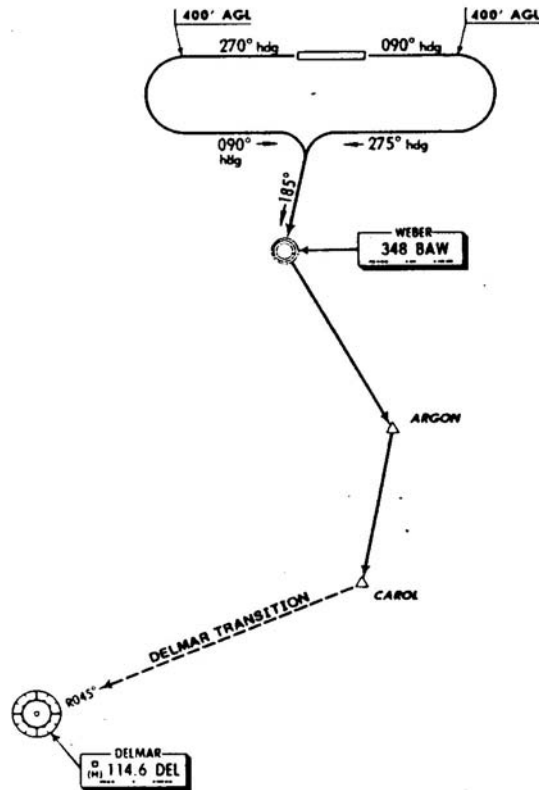 400' AGL
400' AGL
270° hdg
090° hdg
090°
hdg
275° hdg
185°
WEBER
348 BAW
ARGON
CAROL
DELMAR TRANSITION
R045°
DELMAR
(H) 114.6 DEL